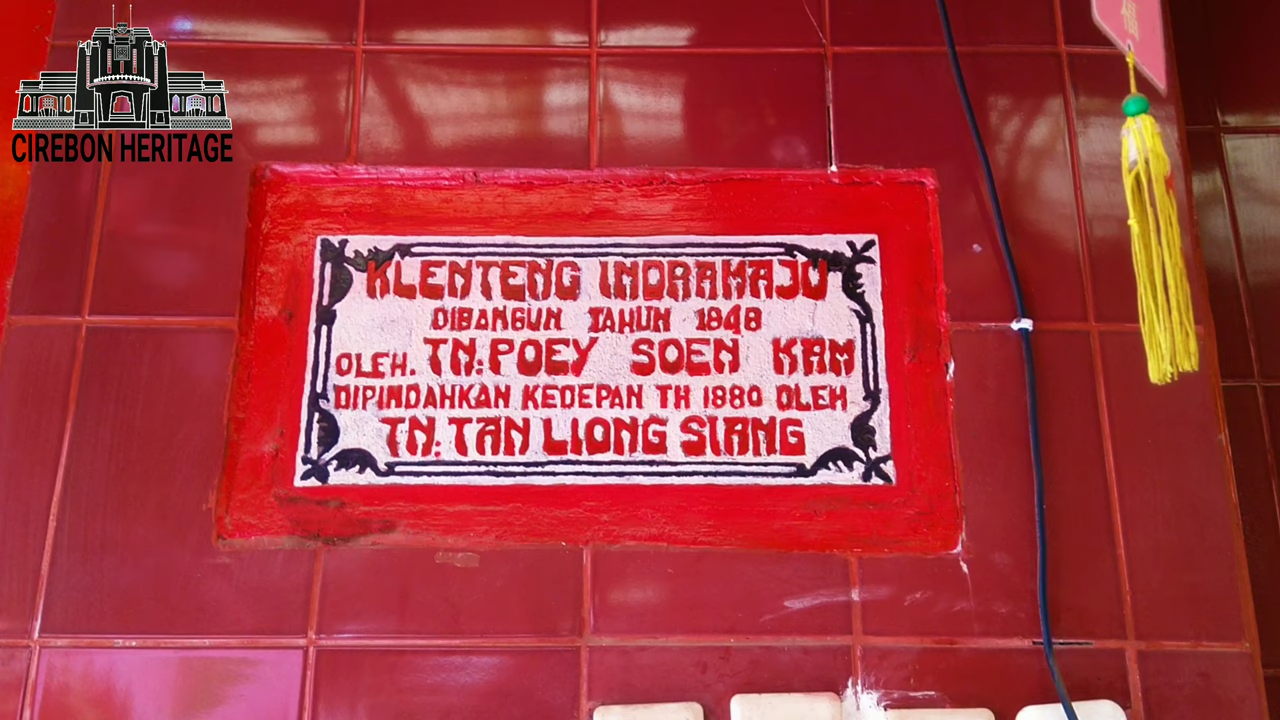 CIREBON HERITAGE
KLENTENG INDRAMAJU
DIBANGUN TAHUN 1848
OLEH. TN: POEY SOEN KAM
DIPINDAHKAN KEDEPAN TH 1880 OLEH
TN: TAN LIONG SIANG